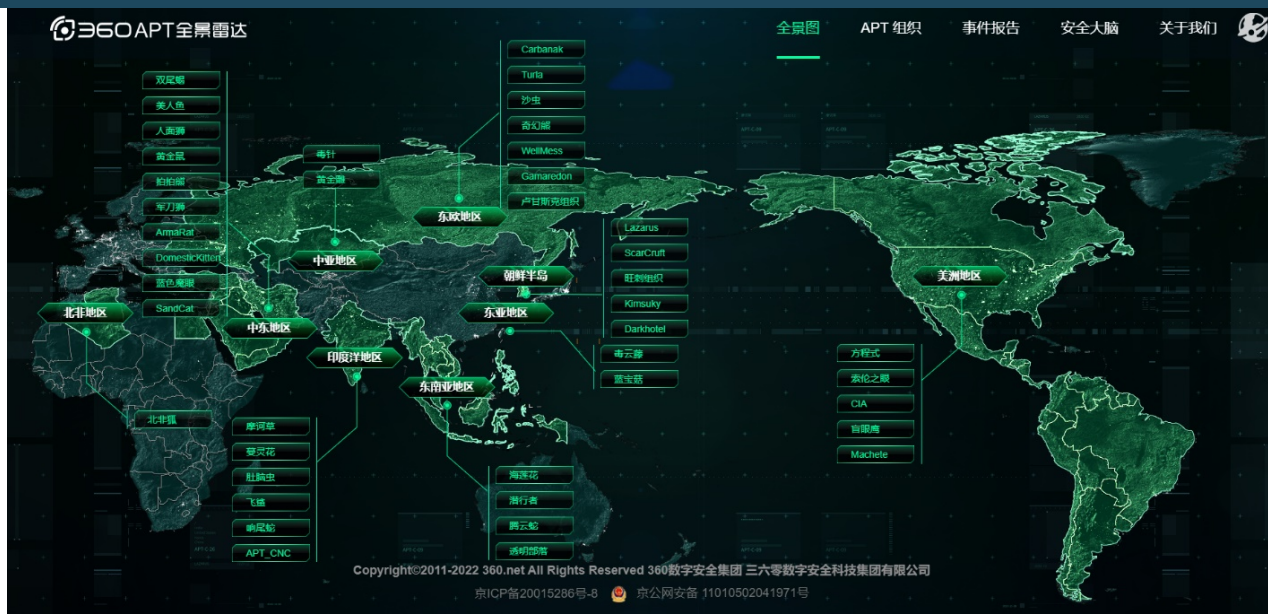 360APT全景雷达
全景图
APT 组织
事件报告
安全大脑
关于我们
双尾蝎
美人鱼
人面狮
黄金鼠
拍拍熊
军刀狮
ArmaRat
DomesticKitten
蓝色魔眼
SandCat
中东地区
毒针
黄金雕
中亚地区
Carbanak
Turla
沙虫
奇幻熊
WellMess
Gamaredon
卢甘斯克组织
东欧地区
Lazarus
ScarCruft
旺刺组织
Kimsuky
Darkhotel
朝鲜半岛
东亚地区
毒云藤
蓝宝菇
北非地区
北非狐
印度洋地区
摩诃草
蔓灵花
肚脑虫
飞鲨
响尾蛇
APT_CNC
东南亚地区
海莲花
潜行者
腾云蛇
透明部落
美洲地区
方程式
索伦之眼
CIA
盲眼鹰
Machete
Copyright©2011-2022 360.net All Rights Reserved 360数字安全集团 三六零数字安全科技集团有限公司
京ICP备20015286号-8 京公网安备 11010502041971号